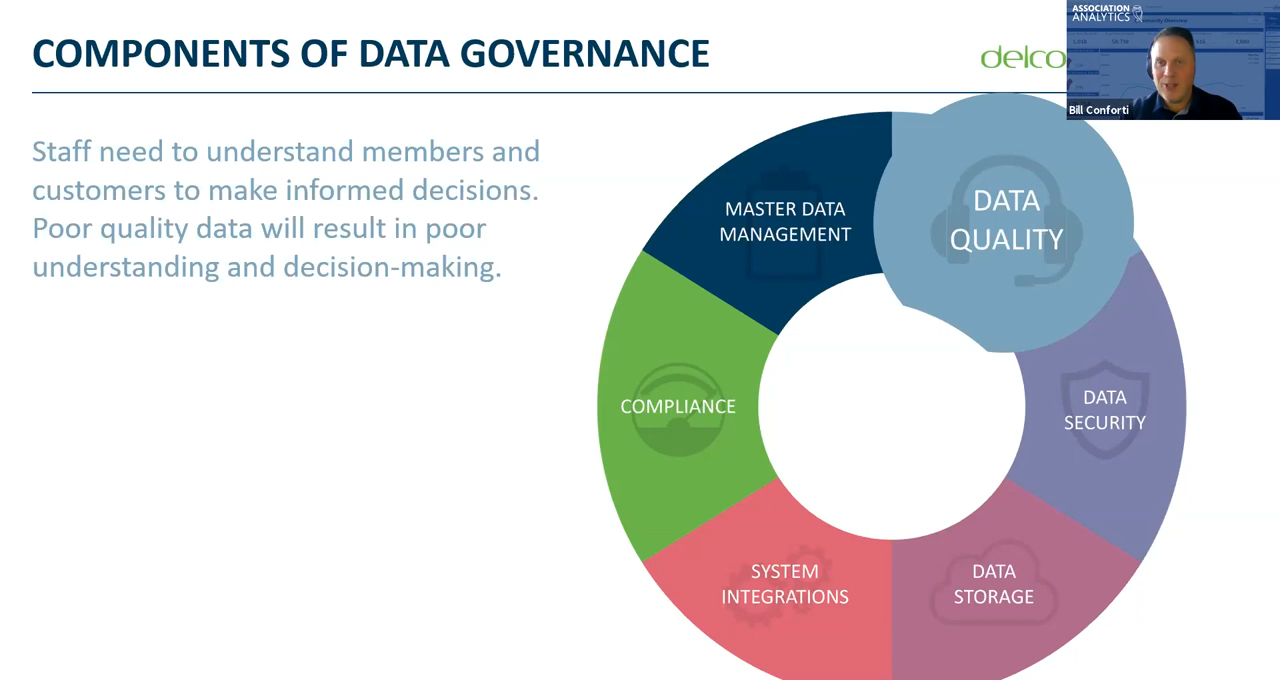 COMPONENTS OF DATA GOVERNANCE
delco
ASSOCIATION
ANALYTICS
Bill Conforti
Staff need to understand members and
customers to make informed decisions.
Poor quality data will result in poor
understanding and decision-making.
MASTER DATA
MANAGEMENT
DATA
QUALITY
COMPLIANCE
DATA
SECURITY
SYSTEM
INTEGRATIONS
DATA
STORAGE